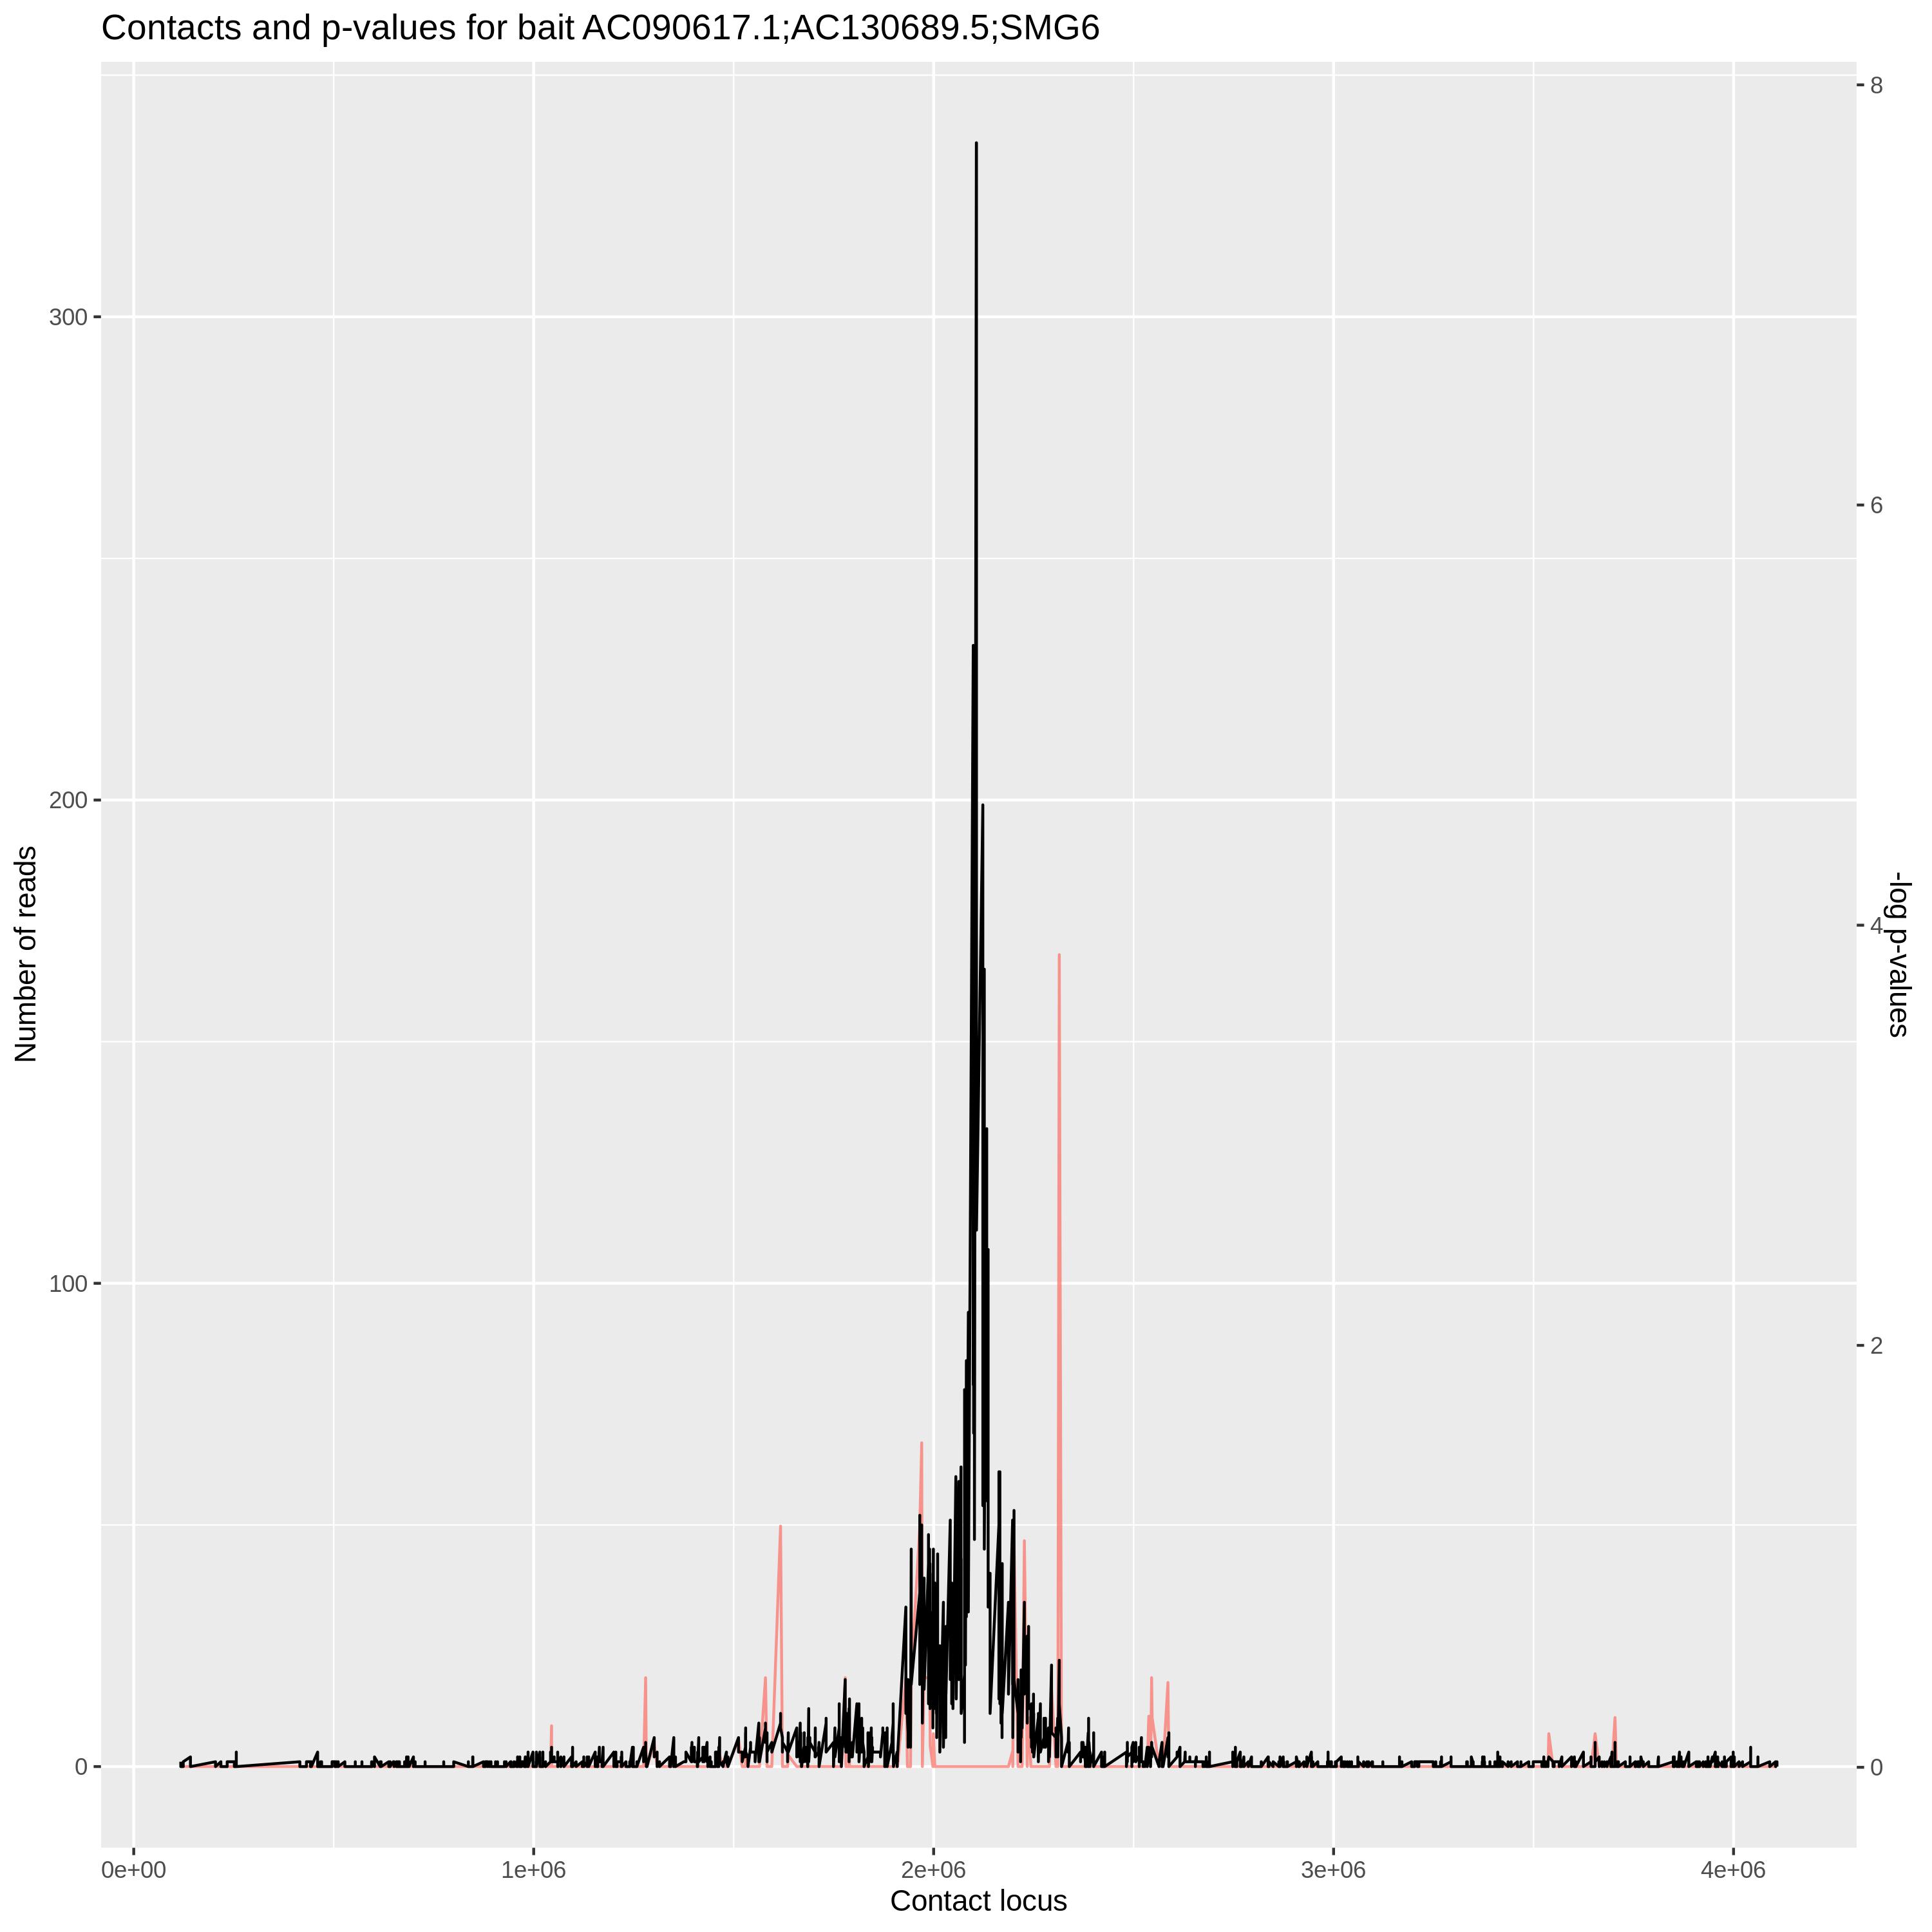 Contacts and p-values for bait AC090617.1;AC130689.5;SMG6
8
300
6
200
4
Number of reads
-log p-values
100
2
0
0
0e+00
1e+06
2e+06
3e+06
4e+06
Contact locus